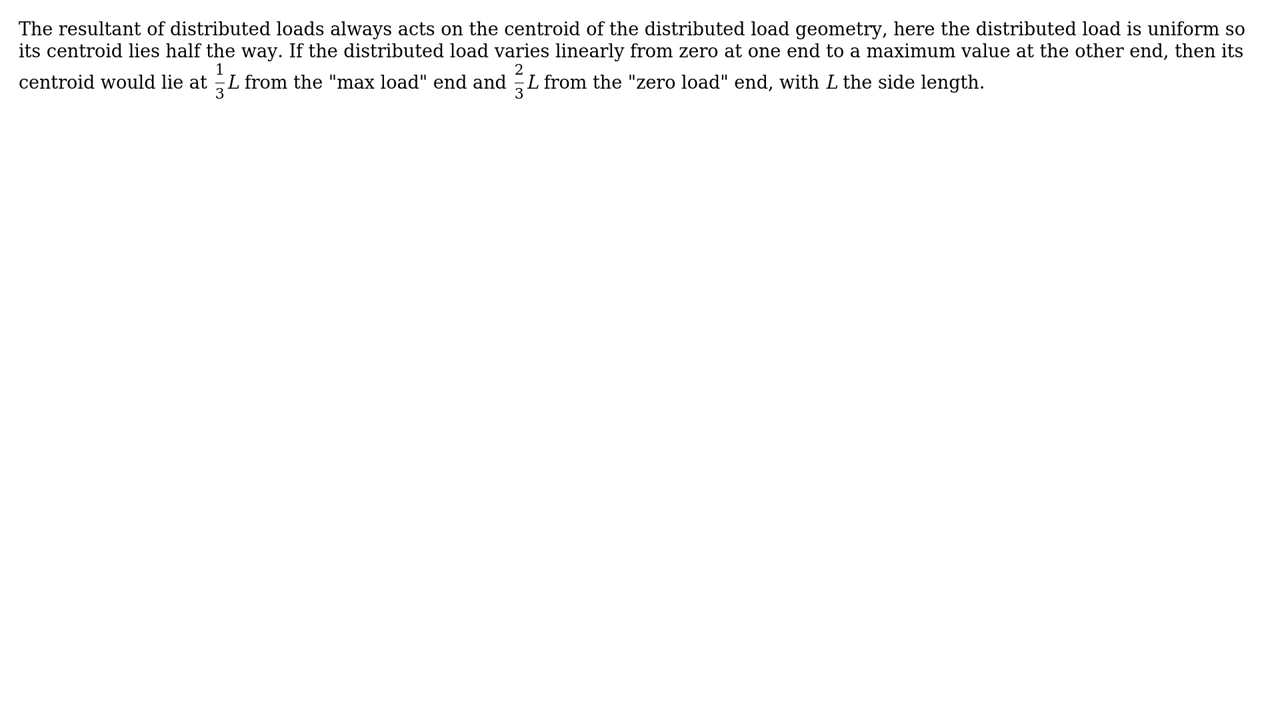 The resultant of distributed loads always acts on the centroid of the distributed load geometry, here the distributed load is uniform so
its centroid lies half the way. If the distributed load varies linearly from zero at one end to a maximum value at the other end, then its
centroid would lie at $\frac{1}{3}L$ from the "max load" end and $\frac{2}{3}L$ from the "zero load" end, with $L$ the side length.